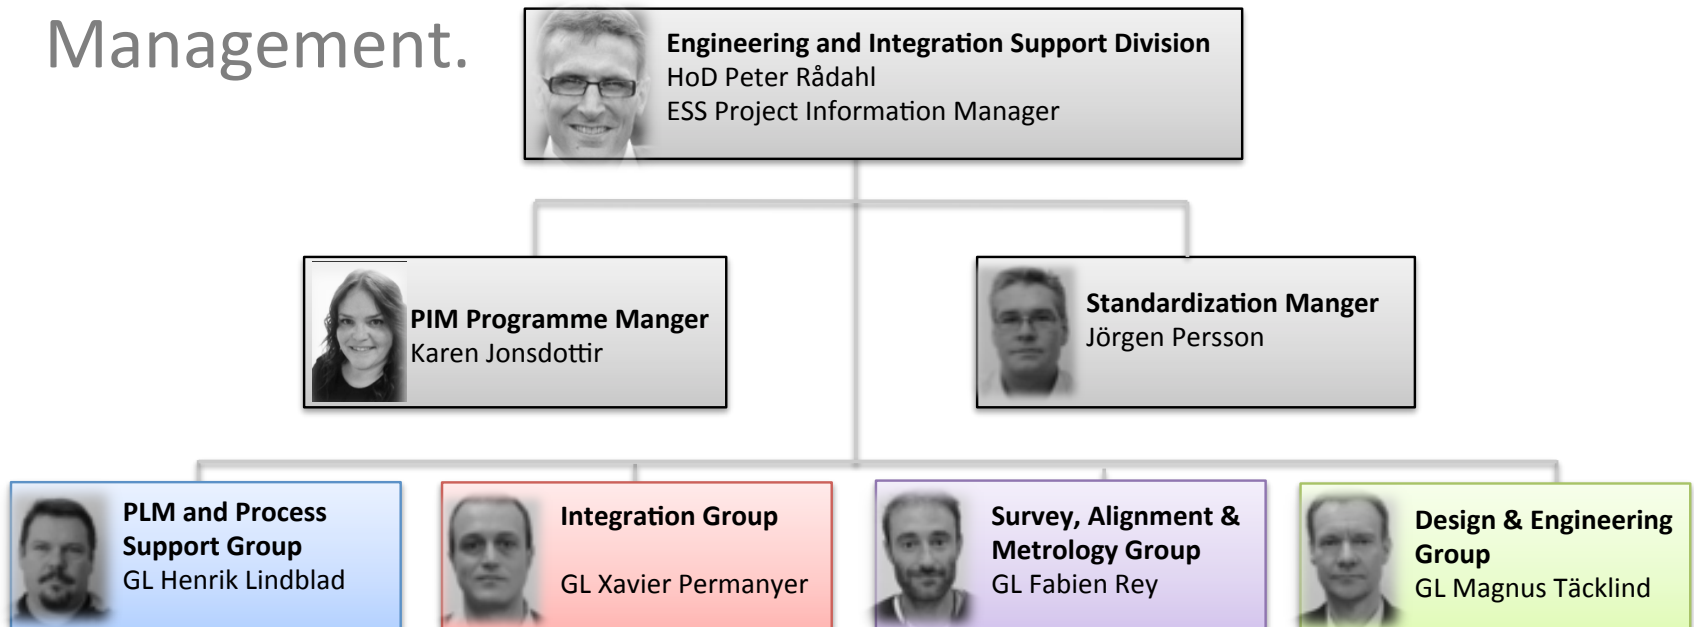 Management.
Engineering and Integration Support Division
HoD Peter Rådahl
ESS Project Information Manager
PIM Programme Manger
Karen Jonsdottir
Standardization Manger
Jörgen Persson
PLM and Process
Support Group
GL Henrik Lindblad
Integration Group
GL Xavier Permanyer
Survey, Alignment &
Metrology Group
GL Fabien Rey
Design & Engineering
Group
GL Magnus Täcklind